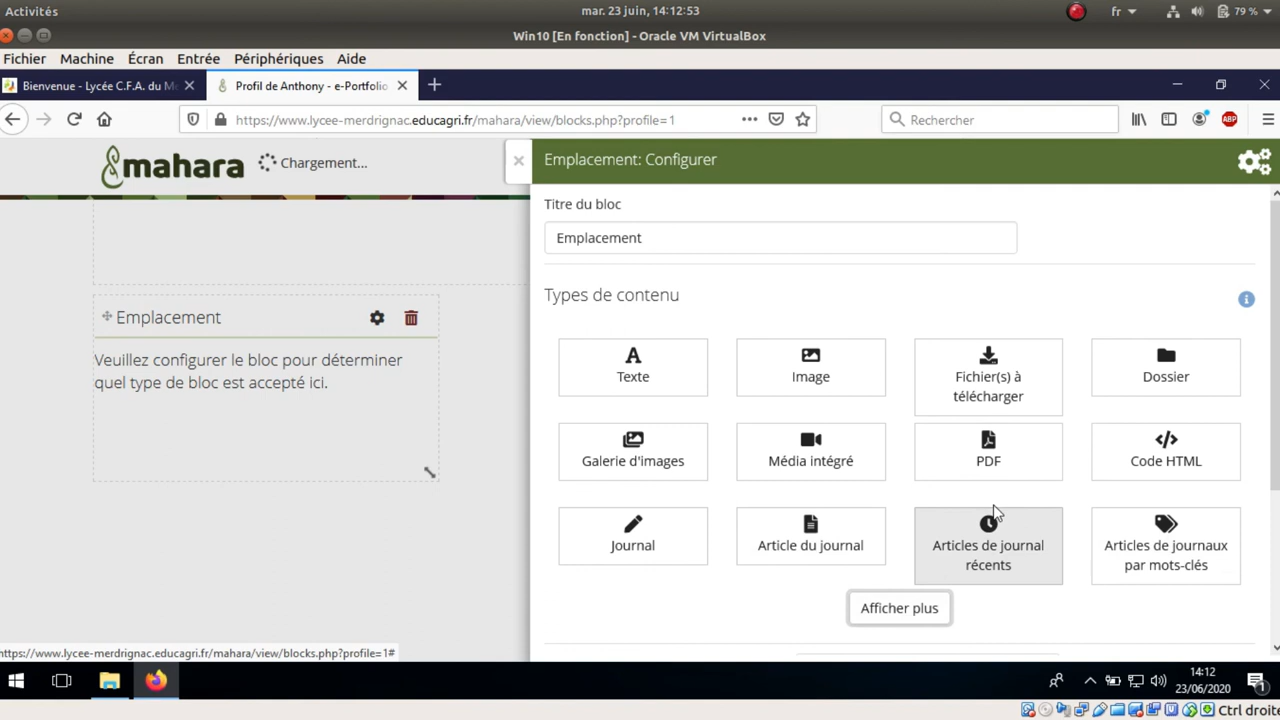 Activités
mar. 23 juin, 14:12:53
fr
79 %
Win10 [En fonction] - Oracle VM VirtualBox
Fichier Machine Écran Entrée Périphériques Aide
Bienvenue - Lycée C.F.A. du Me
Profil de Anthony - e-Portfolio
https://www.lycee-merdrignac.educagri.fr/mahara/view/blocks.php?profile=1
Rechercher
ABP
mahara
Chargement...
Emplacement: Configurer
Titre du bloc
Emplacement
Types de contenu
Emplacement
Veuillez configurer le bloc pour déterminer
quel type de bloc est accepté ici.
Texte
Image
Fichier(s) à
télécharger
Dossier
Galerie d'images
Média intégré
PDF
Code HTML
Journal
Article du journal
Articles de journal
récents
Articles de journaux
par mots-clés
Afficher plus
https://www.lycee-merdrignac.educagri.fr/mahara/view/blocks.php?profile=1#
14:12
23/06/2020
1
Ctrl droite